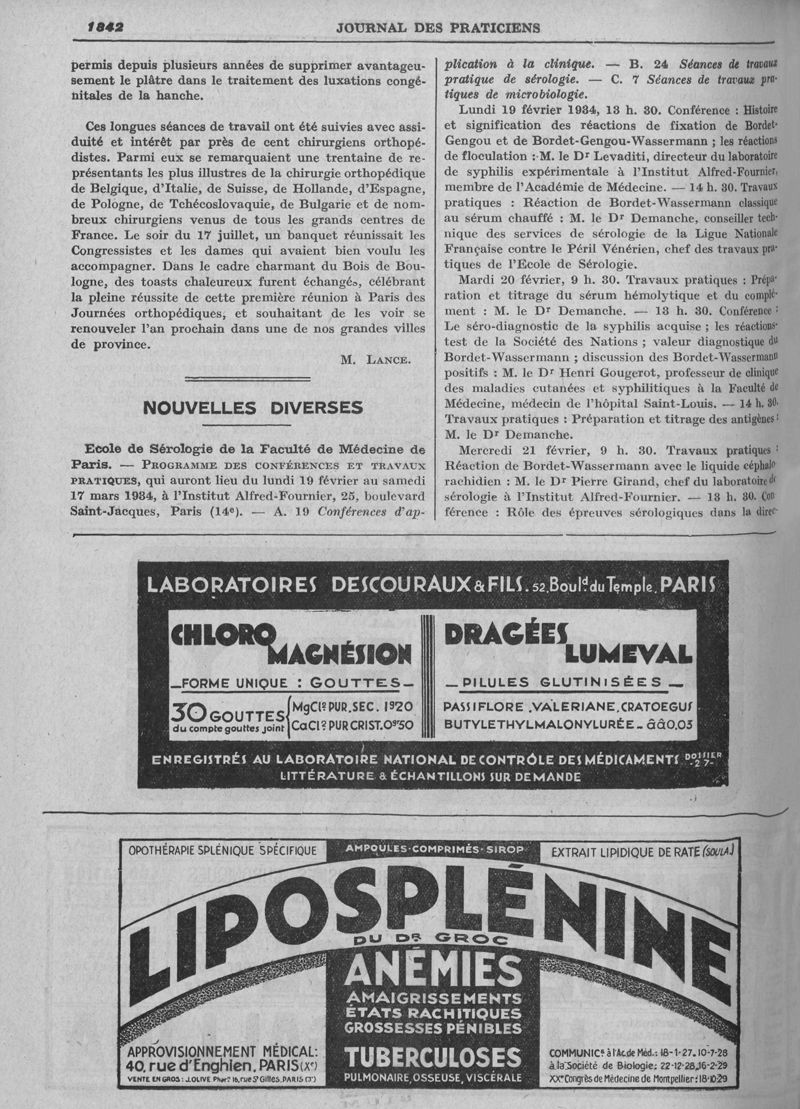 1842
JOURNAL DES PRATICIENS
permis depuis plusieurs années de supprimer avantageu-
sement le plâtre dans le traitement des luxations congé-
nitales de la hanche.
Ces longues séances de travail ont été suivies avec assi-
duité et intérêt par près de cent chirurgiens orthopé-
distes. Parmi eux se remarquaient une trentaine de re-
présentants les plus illustres de la chirurgie orthopédique
de Belgique, d'Italie, de Suisse, de Hollande, d'Espagne,
de Pologne, de Tchécoslovaquie, de Bulgarie et de nom-
breux chirurgiens venus de tous les grands centres de
France. Le soir du 17 juillet, un banquet réunissait les
Congressistes et les dames qui avaient bien voulu les
accompagner. Dans le cadre charmant du Bois de Bou-
logne, des toasts chaleureux furent échangés, célébrant
la pleine réussite de cette première réunion à Paris des
Journées orthopédiques, et souhaitant de les voir se
renouveler l'an prochain dans une de nos grandes villes
de province.
M. LANCE.
NOUVELLES DIVERSES
Ecole de Sérologie de la Faculté de Médecine de
Paris. — PROGRAMME DES CONFÉRENCES ET TRAVAUX
PRATIQUES, qui auront lieu du lundi 19 février au samedi
17 mars 1934, à l'Institut Alfred-Fournier, 25, boulevard
Saint-Jacques, Paris (14e). — A. 19 Conférences d'ap-
plication à la clinique. — B. 24 Séances de travaux
pratique de sérologie. — C. 7 Séances de travaux pra-
tiques de microbiologie.
Lundi 19 février 1934, 13 h. 30. Conférence : Histoire
et signification des réactions de fixation de Bordet-
Gengou et de Bordet-Gengou-Wassermann ; les réactions
de floculation : M. le Dr Levaditi, directeur du laboratoire
de syphilis expérimentale à l'Institut Alfred-Fournier,
membre de l'Académie de Médecine. — 14 h. 30. Travaux
pratiques : Réaction de Bordet-Wassermann classique
au sérum chauffé : M. le Dr Demanche, conseiller tech-
nique des services de sérologie de la Ligue Nationale
Française contre le Péril Vénérien, chef des travaux pra-
tiques de l'Ecole de Sérologie.
Mardi 20 février, 9 h. 30. Travaux pratiques : Prépa-
ration et titrage du sérum hémolytique et du complé-
ment : M. le Dr Demanche. — 13 h. 30. Conférence :
Le séro-diagnostic de la syphilis acquise ; les réactions-
test de la Société des Nations ; valeur diagnostique du
Bordet-Wassermann ; discussion des Bordet-Wassermann
positifs : M. le Dr Henri Gougerot, professeur de clinique
des maladies cutanées et syphilitiques à la Faculté de
Médecine, médecin de l'hôpital Saint-Louis. — 14 h. 30.
Travaux pratiques : Préparation et titrage des antigènes :
M. le Dr Demanche.
Mercredi 21 février, 9 h. 30. Travaux pratiques :
Réaction de Bordet-Wassermann avec le liquide céphalo
rachidien : M. le Dr Pierre Girand, chef du laboratoire de
sérologie à l'Institut Alfred-Fournier. — 13 h. 30. Con
férence : Rôle des épreuves sérologiques dans la direc-
LABORATOIRES DESCOURAUX & FILS. 52, Boul.d du Temple. PARIS
CHLORO
MAGNÉSION
—FORME UNIQUE : GOUTTES—
30 GOUTTES
du compte gouttes joint
MgCl2 PUR.SEC. 1gr20
CaCl2 PUR CRIST. 0gr50
DRAGÉES
LUMEVAL
— PILULES GLUTINISÉES —
PASSIFLORE .VALERIANE.CRATOEGUS
BUTYLETHYLMALONYLURÉE _ ââ0.03
ENREGISTRÉS AU LABORATOIRE NATIONAL DE CONTRÔLE DES MÉDICAMENTS DOSSIER
LITTÉRATURE & ÉCHANTILLONS SUR DEMANDE
OPOTHÉRAPIE SPLÉNIQUE SPÉCIFIQUE
AMPOULES-COMPRIMÉS-SIROP
EXTRAIT LIPIDIQUE DE RATE (SOULA)
LIPOSPLÉNINE
DU DR GROC
ANÉMIES
AMAIGRISSEMENTS
ÉTATS RACHITIQUES
GROSSESSES PÉNIBLES
TUBERCULOSES
PULMONAIRE, OSSEUSE, VISCÉRALE
APPROVISIONNEMENT MÉDICAL:
40, rue d'Enghien, PARIS (Xe)
VENTE EN GROS : J. OLIVE
COMMUNICs à l'Ac. de Méd.: 18-1-27. 10-7-28
à la Société de Biologie: 22-12-28, 16-2-29
XXe Congrès de Médecine de Montpellier : 18-10-29